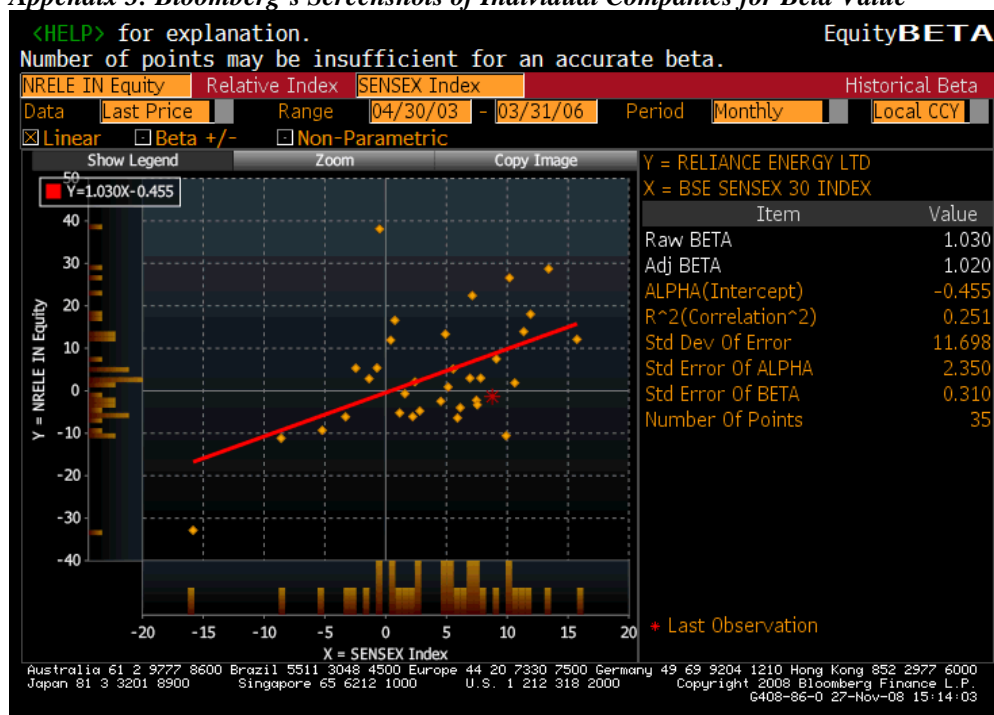 Appendix 3: Bloomberg's Screenshots of Individual Companies for Beta Value
<HELP> for explanation. EquityBETA
Number of points may be insufficient for an accurate beta.
NRELE IN Equity Relative Index SENSEX Index Historical Beta
Data Last Price Range 04/30/03 - 03/31/06 Period Monthly Local CCY
Linear Beta +/- Non-Parametric
Show Legend Zoom Copy Image
Y = RELIANCE ENERGY LTD
X = BSE SENSEX 30 INDEX
Item Value
Raw BETA 1.030
Adj BETA 1.020
ALPHA(Intercept) -0.455
R^2(Correlation^2) 0.251
Std Dev Of Error 11.698
Std Error Of ALPHA 2.350
Std Error Of BETA 0.310
Number Of Points 35
* Last Observation
Y=1.030X-0.455
50
40
30
20
10
0
-10
-20
-30
-40
Y = NRELE IN Equity
-20 -15 -10 -5 0 5 10 15 20
X = SENSEX Index
Australia 61 2 9777 8600 Brazil 5511 3048 4500 Europe 44 20 7330 7500 Germany 49 69 9204 1210 Hong Kong 852 2977 6000
Japan 81 3 3201 8900 Singapore 65 6212 1000 U.S. 1 212 318 2000 Copyright 2008 Bloomberg Finance L.P.
G408-86-0 27-Nov-08 15:14:03